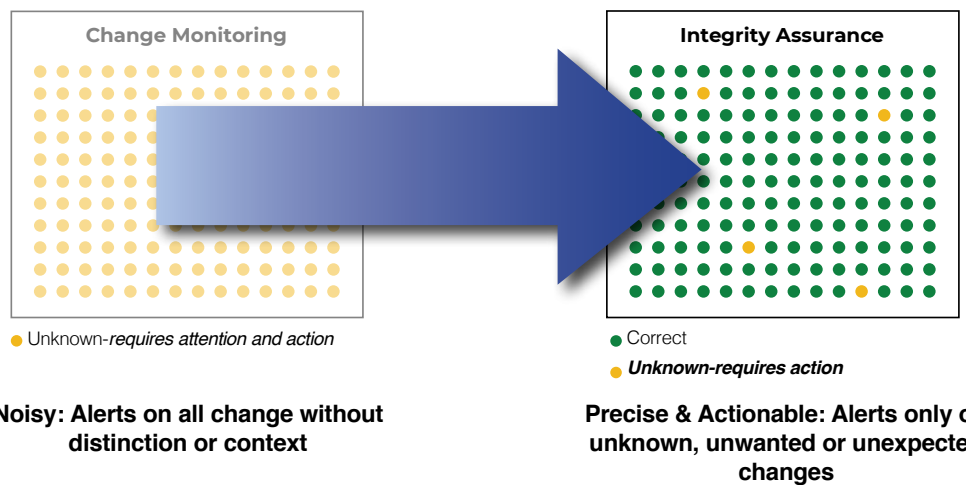 Change Monitoring
Unknown-requires attention and action
Noisy: Alerts on all change without
distinction or context
Integrity Assurance
Correct
Unknown-requires action
Precise & Actionable: Alerts only
unknown, unwanted or
changes